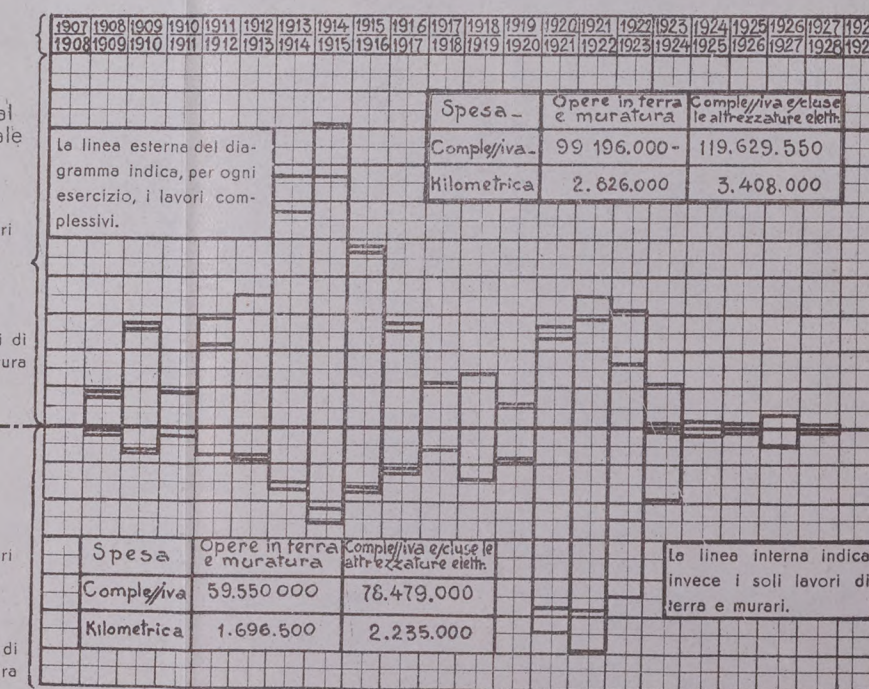 1907 1908 1909 1910 1911 1912 1913 1914 1915 1916 1917 1918 1919 1920 1921 1922 1923 1924 1925 1926 1927
1908 1909 1910 1911 1912 1913 1914 1915 1916 1917 1918 1919 1920 1921 1922 1923 1924 1925 1926 1927 1928
Spesa - Opere in terra e muratura Complessiva escluse le altrezzature elettr.
Complessiva - 99 196.000 - 119.629.550
Kilometrica 2.826.000 3.408.000
La linea esterna del dia-
gramma indica, per ogni
esercizio, i lavori com-
plessivi.
Spesa Opere in terra e muratura Complessiva escluse le attrezzature elettr.
Complessiva 59.550 000 78.479.000
Kilometrica 1.696.500 2.235.000
La linea interna indica
invece i soli lavori di
terra e murari.